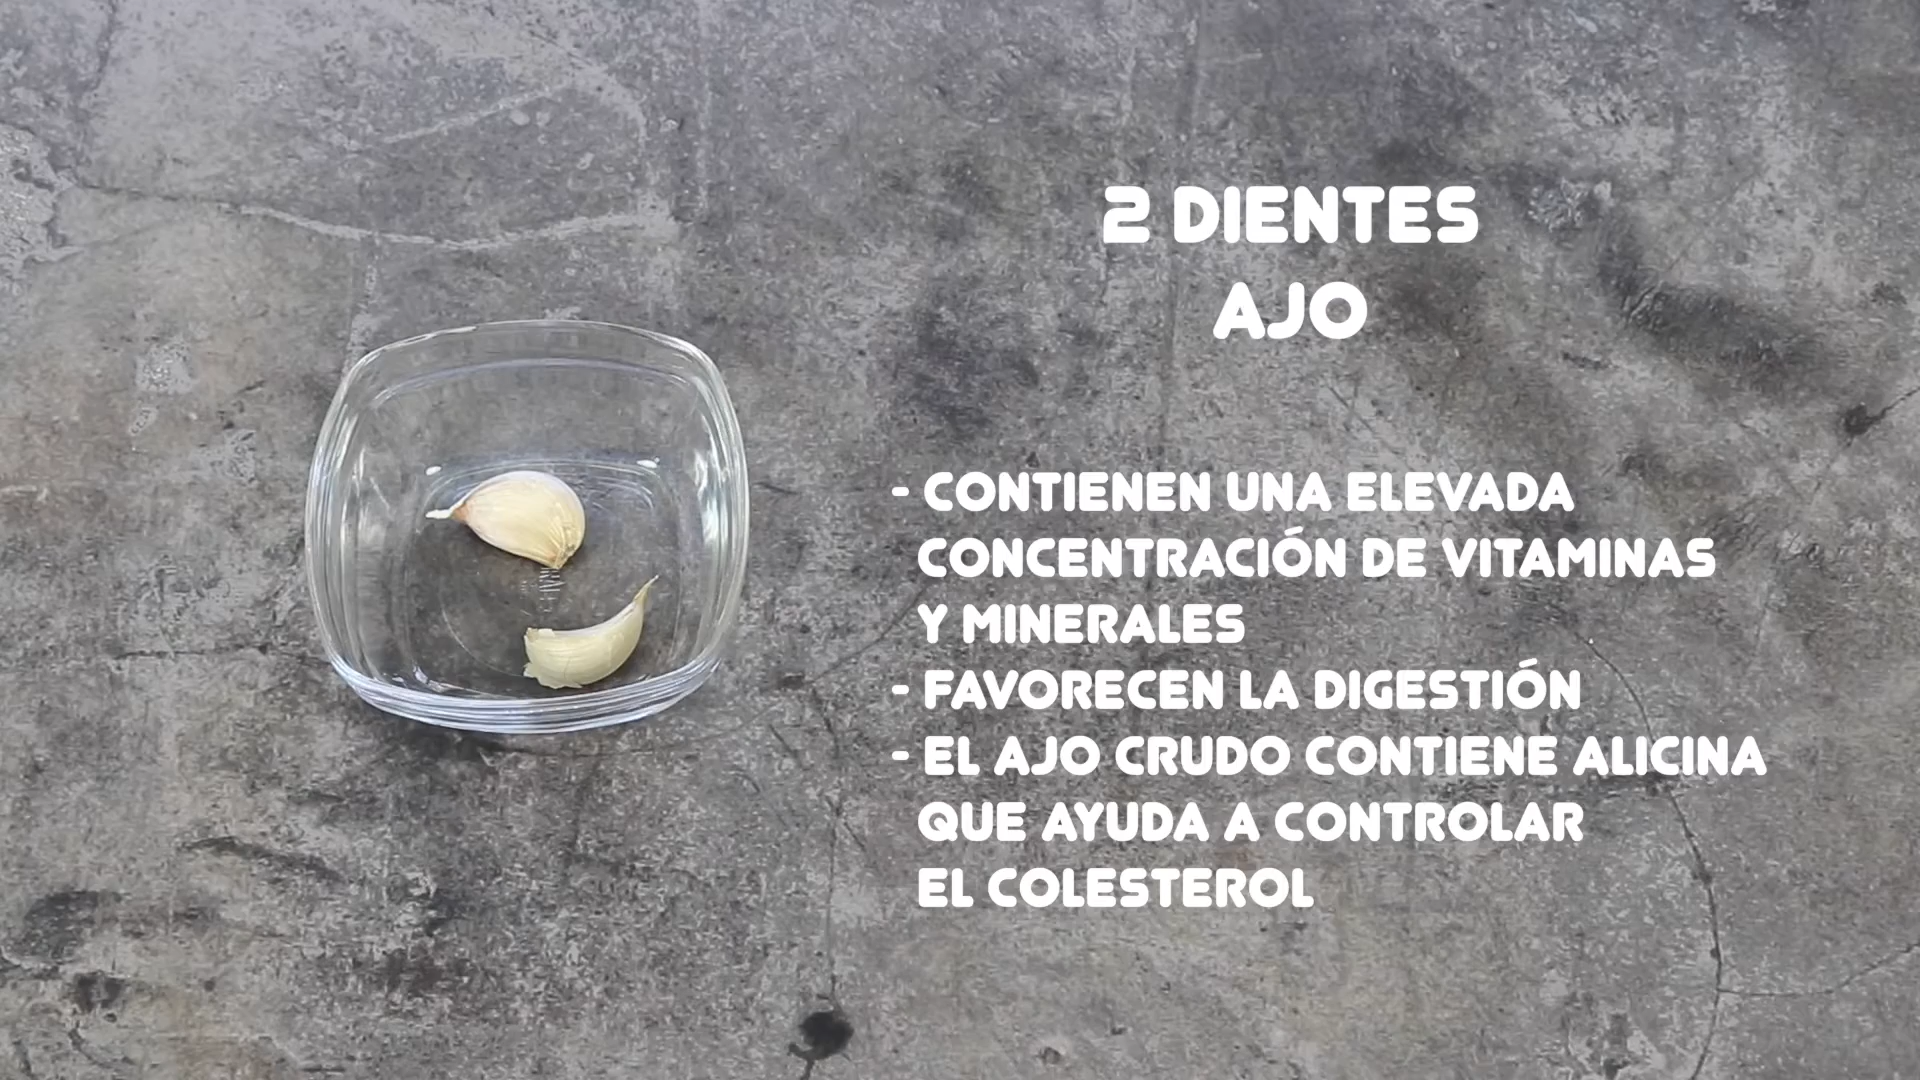 2 DIENTES
AJO
- CONTIENEN UNA ELEVADA
CONCENTRACIÓN DE VITAMINAS
Y MINERALES
- FAVORECEN LA DIGESTIÓN
- EL AJO CRUDO CONTIENE ALICINA
QUE AYUDA A CONTROLAR
EL COLESTEROL